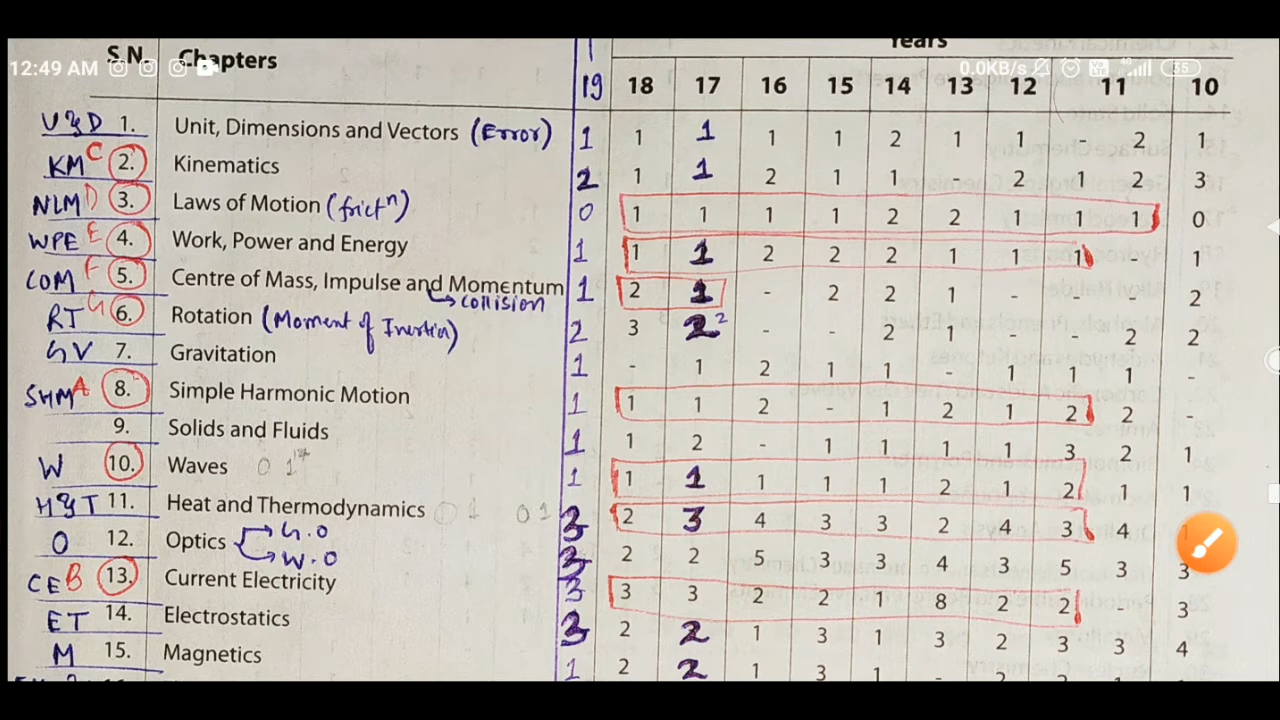 Years
S.N. Chapters 19 18 17 16 15 14 13 12 11 10
12:49 AM 0.0KB/s 4G 35
U&D 1. Unit, Dimensions and Vectors (Error) 1 1 1 1 1 2 1 1 - 2 1
KM C 2. Kinematics 2 1 1 2 1 1 - 2 1 2 3
NLM D 3. Laws of Motion (frictⁿ) 0 1 1 1 1 2 2 1 1 1 0
WPE E 4. Work, Power and Energy 1 1 1 2 2 2 1 1 1 1
COM F 5. Centre of Mass, Impulse and Momentum 1 2 1 - 2 2 1 - - - 2
↳ collision
RT G 6. Rotation (Moment of Inertia) 2 3 2² - - 2 1 - - 2 2
GV 7. Gravitation 1 - 1 2 1 1 - 1 1 1 -
SHM A 8. Simple Harmonic Motion 1 1 1 2 - 1 2 1 2 2 -
9. Solids and Fluids 1 1 2 - 1 1 1 1 3 2 1
W 10. Waves 1 1 1 1 1 1 2 1 2 1 1
H&T 11. Heat and Thermodynamics 3 2 3 4 3 3 2 4 3 4
O 12. Optics → G.O → W.O 3 2 2 5 3 3 4 3 5 3 3
CE B 13. Current Electricity 3 3 3 2 2 1 8 2 2 3
ET 14. Electrostatics 3 2 2 1 3 1 3 2 3 3 4
M 15. Magnetics 1 2 2 1 3 1 -